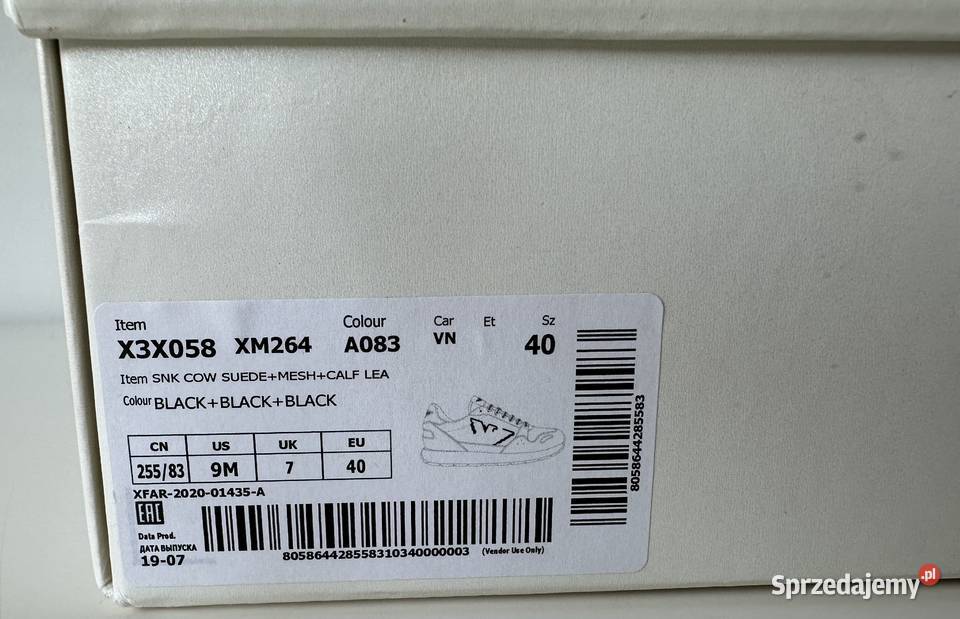 Item Colour Car Et Sz
X3X058 XM264 A083 VN 40
Item SNK COW SUEDE+MESH+CALF LEA
Colour BLACK+BLACK+BLACK
CN US UK EU
255/83 9M 7 40
XFAR-2020-01435-A
EAC
Data Prod.
ДАТА ВЫПУСКА
19-07
805864428558310340000003 (Vendor Use Only)
8058644285583
Sprzedajemy.pl